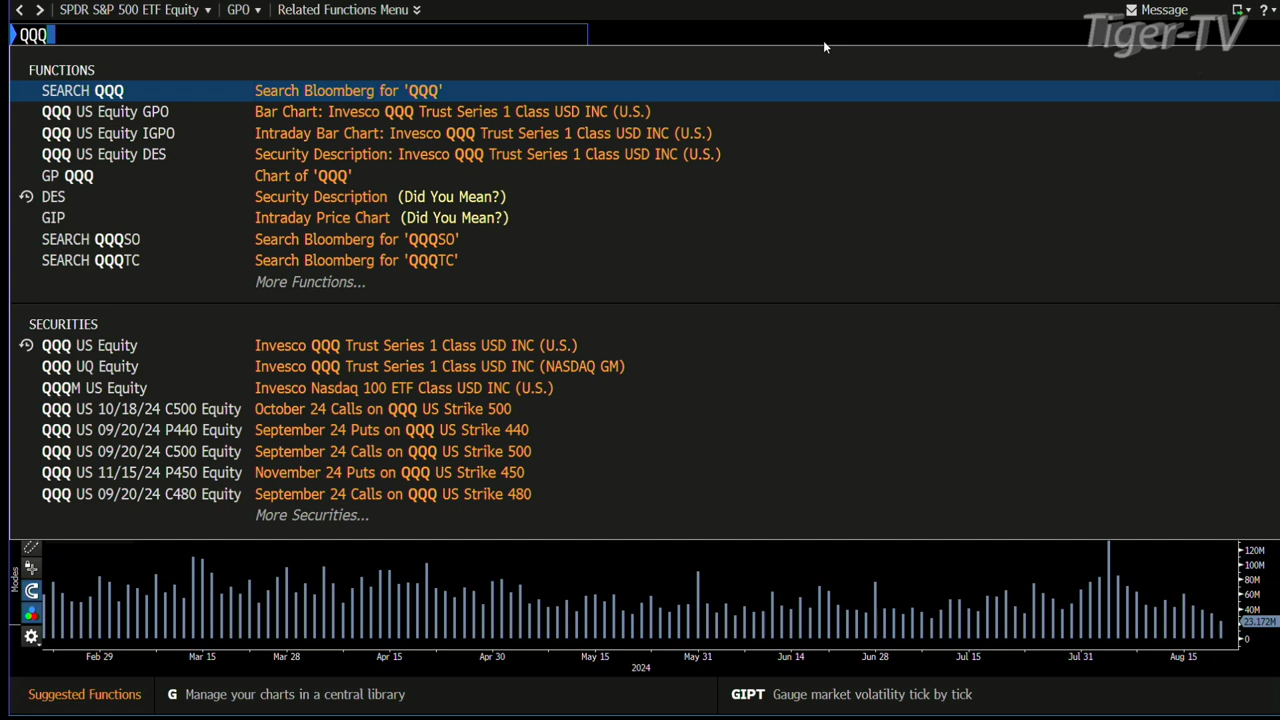 SPDR S&P 500 ETF Equity GPO Related Functions Menu Message ?
Tiger-TV
QQQ
FUNCTIONS
SEARCH QQQ Search Bloomberg for 'QQQ'
QQQ US Equity GPO Bar Chart: Invesco QQQ Trust Series 1 Class USD INC (U.S.)
QQQ US Equity IGPO Intraday Bar Chart: Invesco QQQ Trust Series 1 Class USD INC (U.S.)
QQQ US Equity DES Security Description: Invesco QQQ Trust Series 1 Class USD INC (U.S.)
GP QQQ Chart of 'QQQ'
DES Security Description (Did You Mean?)
GIP Intraday Price Chart (Did You Mean?)
SEARCH QQQSO Search Bloomberg for 'QQQSO'
SEARCH QQQTC Search Bloomberg for 'QQQTC'
More Functions...
SECURITIES
QQQ US Equity Invesco QQQ Trust Series 1 Class USD INC (U.S.)
QQQ UQ Equity Invesco QQQ Trust Series 1 Class USD INC (NASDAQ GM)
QQQM US Equity Invesco Nasdaq 100 ETF Class USD INC (U.S.)
QQQ US 10/18/24 C500 Equity October 24 Calls on QQQ US Strike 500
QQQ US 09/20/24 P440 Equity September 24 Puts on QQQ US Strike 440
QQQ US 09/20/24 C500 Equity September 24 Calls on QQQ US Strike 500
QQQ US 11/15/24 P450 Equity November 24 Puts on QQQ US Strike 450
QQQ US 09/20/24 C480 Equity September 24 Calls on QQQ US Strike 480
More Securities...
Modes
120M
100M
80M
60M
40M
23.172M
0
Feb 29 Mar 15 Mar 28 Apr 15 Apr 30 May 15 May 31 Jun 14 Jun 28 Jul 15 Jul 31 Aug 15
2024
Suggested Functions G Manage your charts in a central library GIPT Gauge market volatility tick by tick